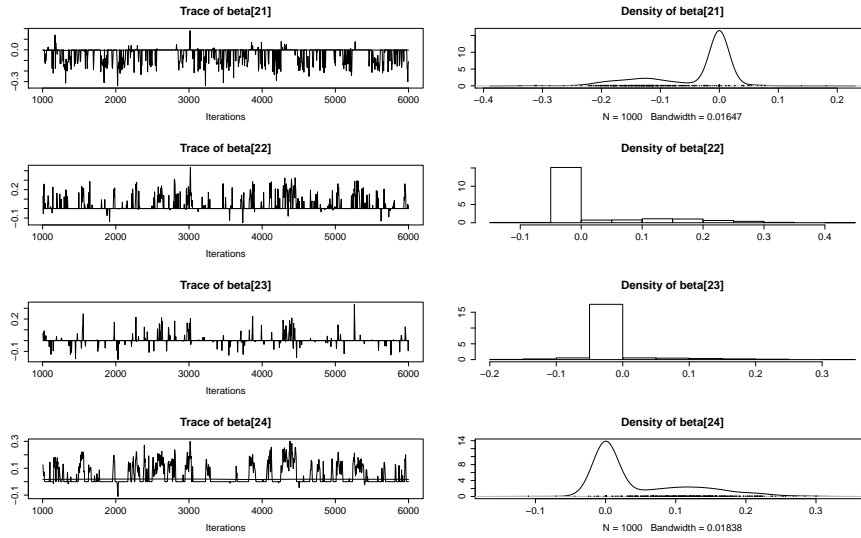 Trace of beta[21]
0.0
−0.3
1000 2000 3000 4000 5000 6000
Iterations
Density of beta[21]
15
5
0
−0.4 −0.3 −0.2 −0.1 0.0 0.1 0.2
N = 1000 Bandwidth = 0.01647
Trace of beta[22]
0.2
−0.1
1000 2000 3000 4000 5000 6000
Iterations
Density of beta[22]
15
5
0
−0.1 0.0 0.1 0.2 0.3 0.4
Trace of beta[23]
0.2
−0.1
1000 2000 3000 4000 5000 6000
Iterations
Density of beta[23]
15
5
0
−0.2 −0.1 0.0 0.1 0.2 0.3
Trace of beta[24]
0.3
0.1
−0.1
1000 2000 3000 4000 5000 6000
Iterations
Density of beta[24]
14
8
4
0
−0.1 0.0 0.1 0.2 0.3
N = 1000 Bandwidth = 0.01838